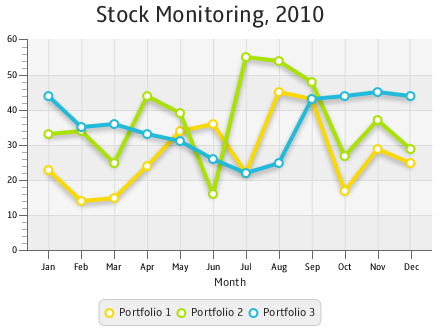 Stock Monitoring, 2010
60
50
40
30
20
10
0
Jan Feb Mar Apr May Jun Jul Aug Sep Oct Nov Dec
Month
Portfolio 1 Portfolio 2 Portfolio 3